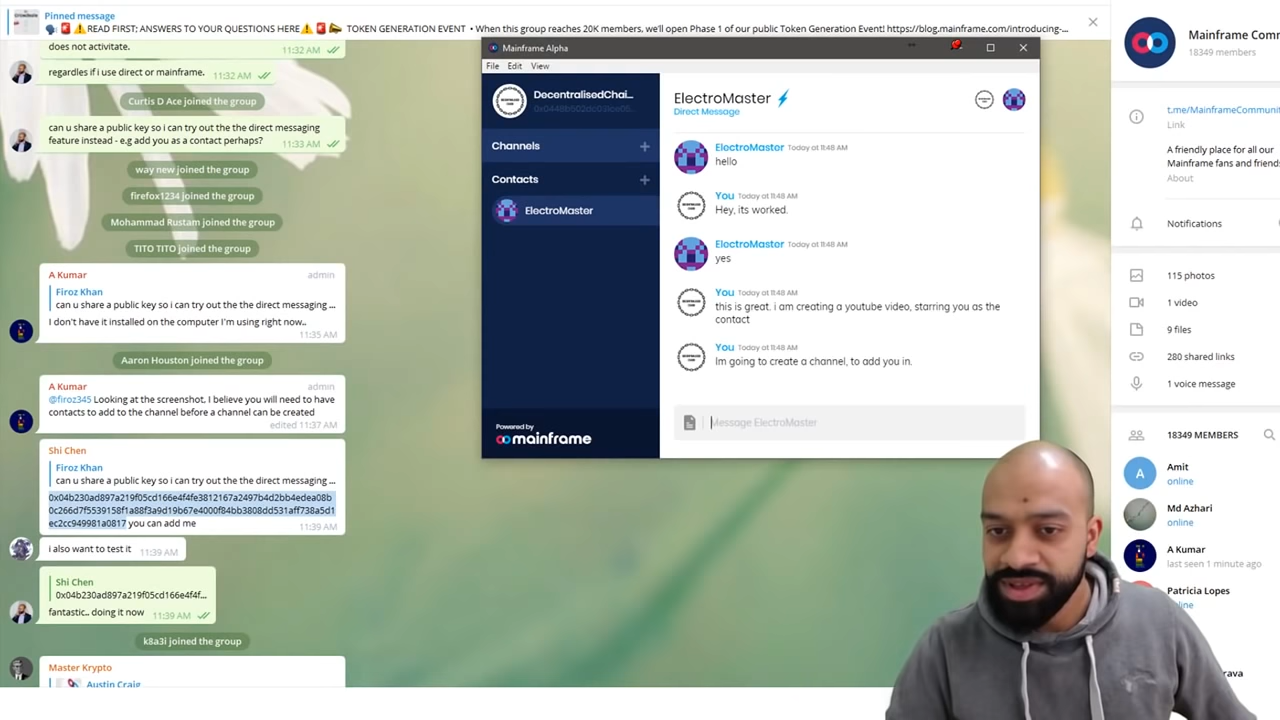 Pinned message
READ FIRST; ANSWERS TO YOUR QUESTIONS HERE TOKEN GENERATION EVENT • When this group reaches 20K members, we'll open Phase 1 of our public Token Generation Event! https://blog.mainframe.com/introducing-...
does not activitate.
11:32 AM
regardles if i use direct or mainframe.
11:32 AM
Curtis D Ace joined the group
can u share a public key so i can try out the the direct messaging
feature instead - e.g add you as a contact perhaps?
11:33 AM
way new joined the group
firefox1234 joined the group
Mohammad Rustam joined the group
TITO TITO joined the group
A Kumar admin
Firoz Khan
can u share a public key so i can try out the the direct messaging ...
I don't have it installed on the computer I'm using right now..
11:35 AM
Aaron Houston joined the group
A Kumar admin
@firoz345 Looking at the screenshot, I believe you will need to have
contacts to add to the channel before a channel can be created
edited 11:37 AM
Shi Chen
Firoz Khan
can u share a public key so i can try out the the direct messaging ...
0x04b230ad897a219f05cd166e4f4fe3812167a2497b4d2bb4edea08b
0c266d7f5539158f1a88f3a9d19b67e4000f84bb3808dd531aff738a5d1
ec2cc949981a0817 you can add me
11:39 AM
i also want to test it 11:39 AM
Shi Chen
0x04b230ad897a219f05cd166e4f4f...
fantastic.. doing it now 11:39 AM
k8a3i joined the group
Master Krypto
Austin Craig
Mainframe Alpha
File Edit View
DecentralisedChai...
Channels +
Contacts +
ElectroMaster
Powered by
mainframe
ElectroMaster
Direct Message
ElectroMaster Today at 11:48 AM
hello
You Today at 11:48 AM
Hey, its worked.
ElectroMaster Today at 11:48 AM
yes
You Today at 11:48 AM
this is great. i am creating a youtube video, starring you as the
contact
You Today at 11:48 AM
Im going to create a channel, to add you in.
Message ElectroMaster
Mainframe Com
18349 members
t.me/MainframeCommunit
Link
A friendly place for all our
Mainframe fans and friends
About
Notifications
115 photos
1 video
9 files
280 shared links
1 voice message
18349 MEMBERS
A
Amit
online
Md Azhari
online
A Kumar
last seen 1 minute ago
Patricia Lopes